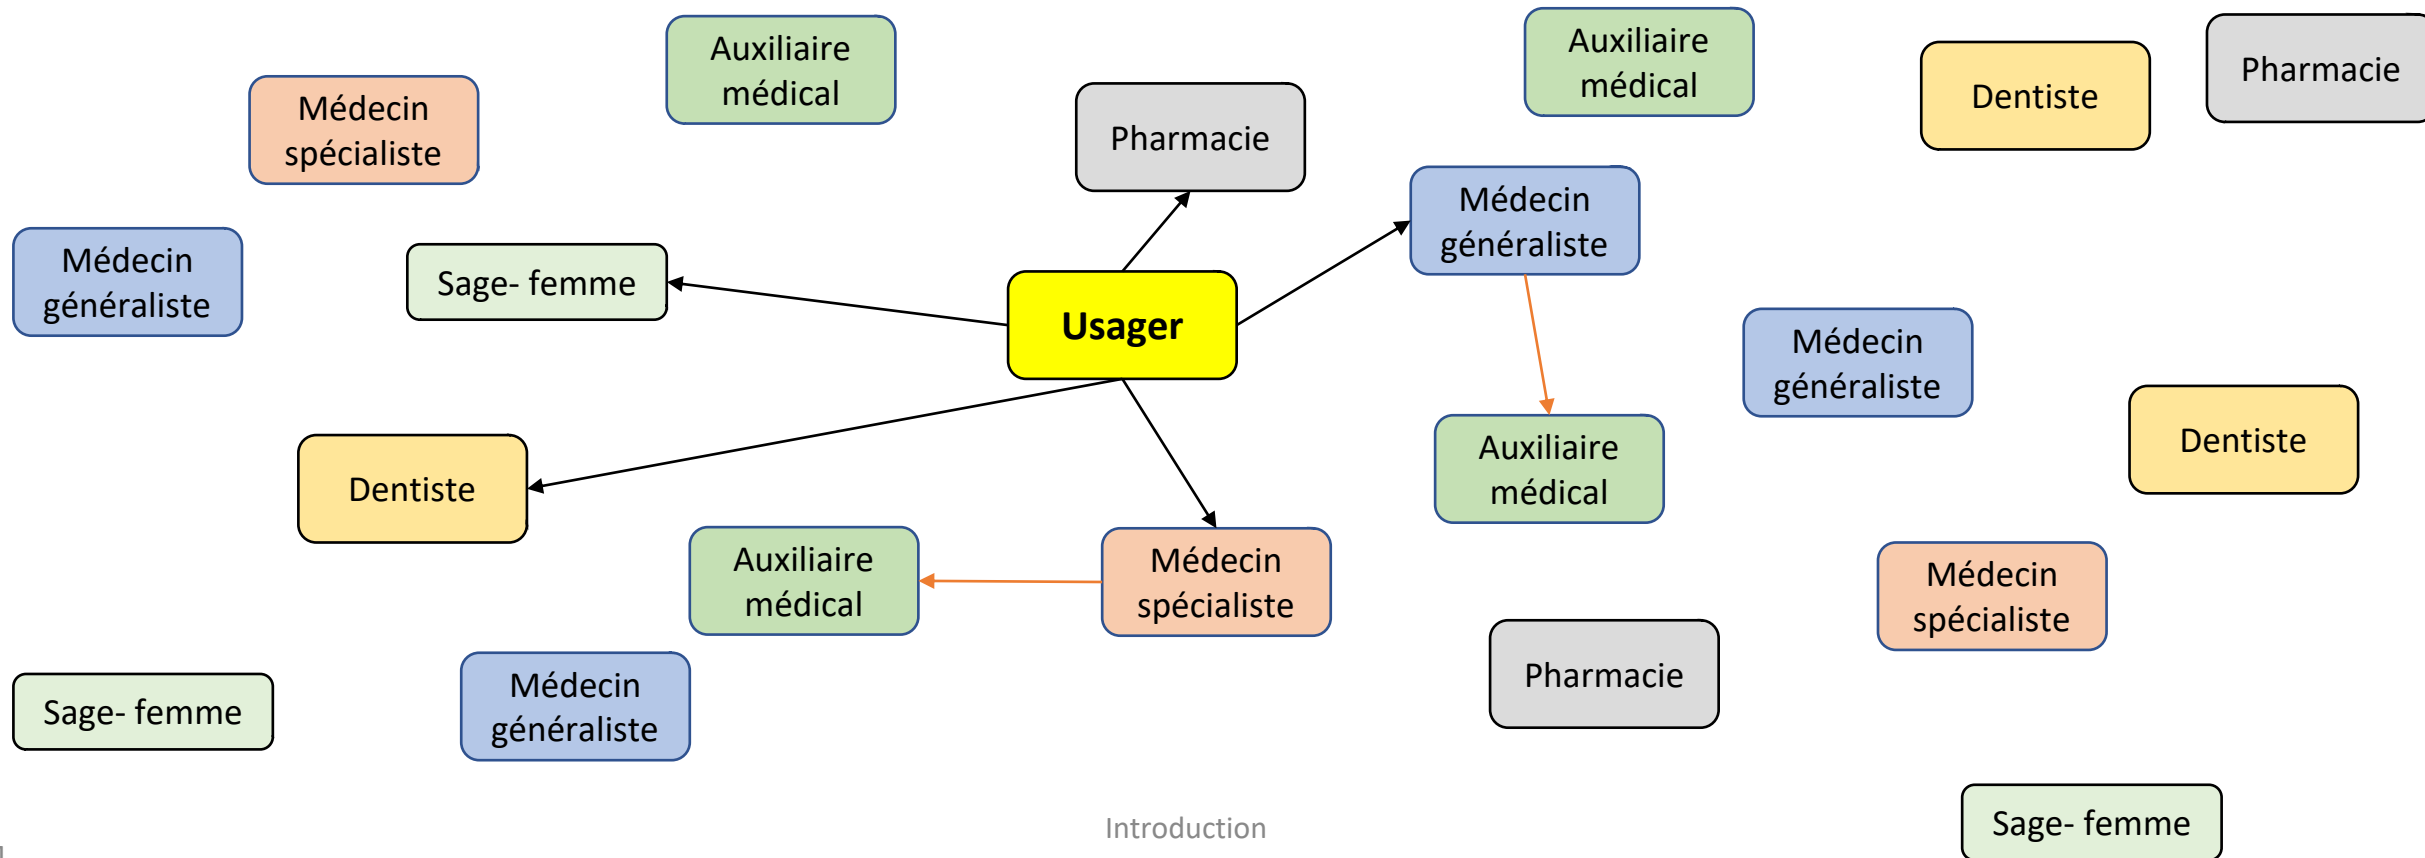 Auxiliaire
médical
Auxiliaire
médical
Pharmacie
Dentiste
Médecin
spécialiste
Pharmacie
Médecin
généraliste
Médecin
généraliste
Sage- femme
Usager
Médecin
généraliste
Dentiste
Auxiliaire
médical
Dentiste
Auxiliaire
médical
Médecin
spécialiste
Médecin
spécialiste
Pharmacie
Sage- femme
Médecin
généraliste
Introduction
Sage- femme